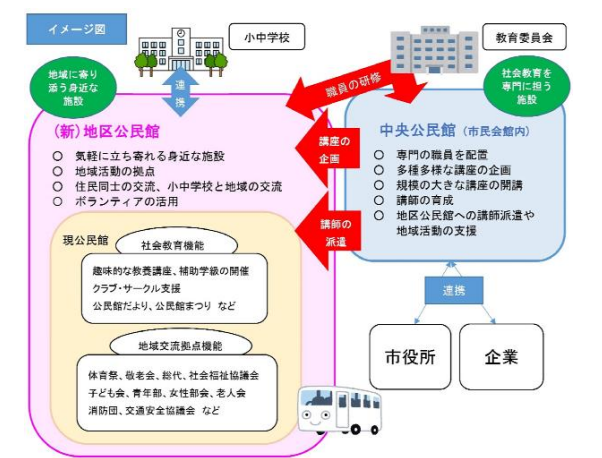 イメージ図
小中学校
教育委員会
地域に寄り
添う身近な
施設
連携
職員の研修
社会教育を
専門に担う
施設
(新)地区公民館
○ 気軽に立ち寄れる身近な施設
○ 地域活動の拠点
○ 住民同士の交流、小中学校と地域の交流
○ ボランティアの活用
講座の
企画
講師の
派遣
中央公民館(市民会館内)
○ 専門の職員を配置
○ 多種多様な講座の企画
○ 規模の大きな講座の開講
○ 講師の育成
○ 地区公民館への講師派遣や
地域活動の支援
現公民館
社会教育機能
趣味的な教養講座、補助学級の開催
クラブ・サークル支援
公民館だより、公民館まつり など
地域交流拠点機能
体育祭、敬老会、総代、社会福祉協議会
子ども会、青年部、女性部会、老人会
消防団、交通安全協議会 など
連携
市役所
企業